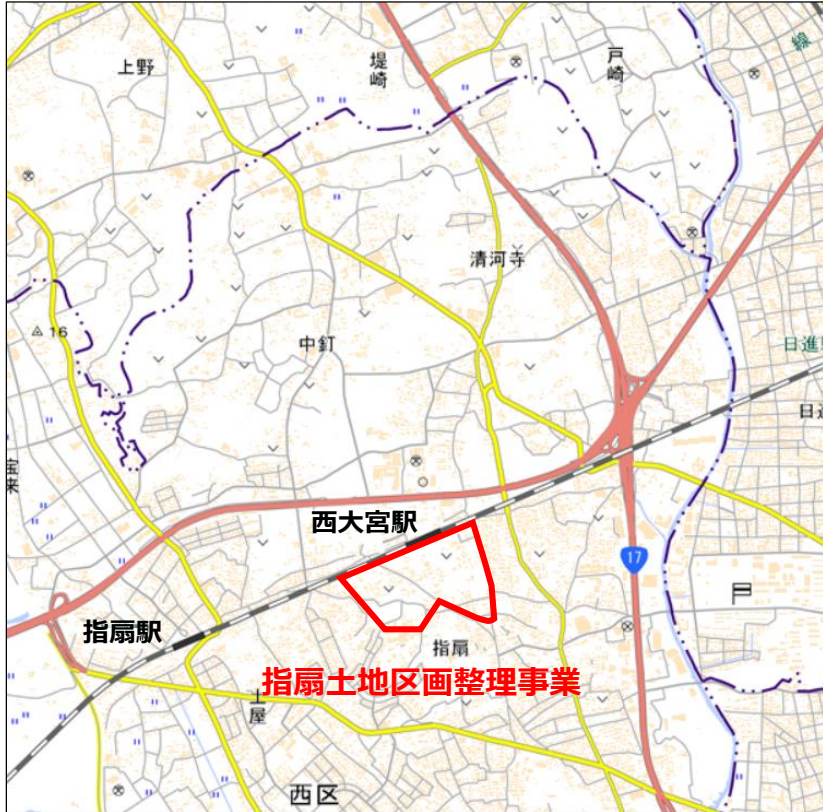 上野
堤崎
戸崎
清河寺
16
中釘
日進
日進
宝来
西大宮駅
17
指扇駅
指扇
指扇土地区画整理事業
土屋
西区